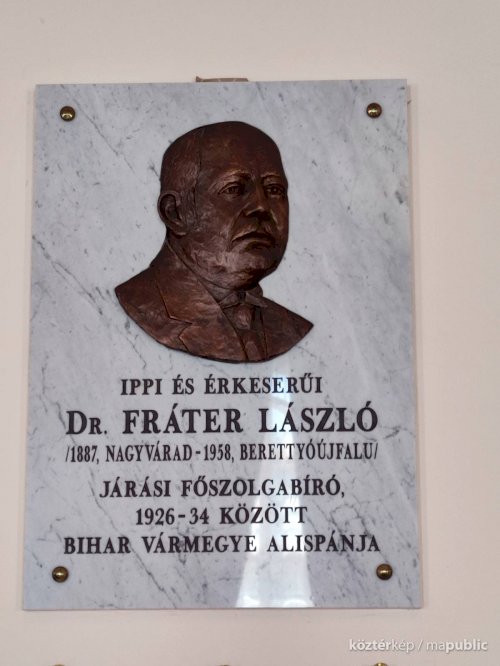 IPPI ÉS ÉRKESERŰI
DR. FRÁTER LÁSZLÓ
/1887, NAGYVÁRAD - 1958, BERETTYÓÚJFALU/
JÁRÁSI FŐSZOLGABÍRÓ,
1926-34 KÖZÖTT
BIHAR VÁRMEGYE ALISPÁNJA
köztérkép / mapublic